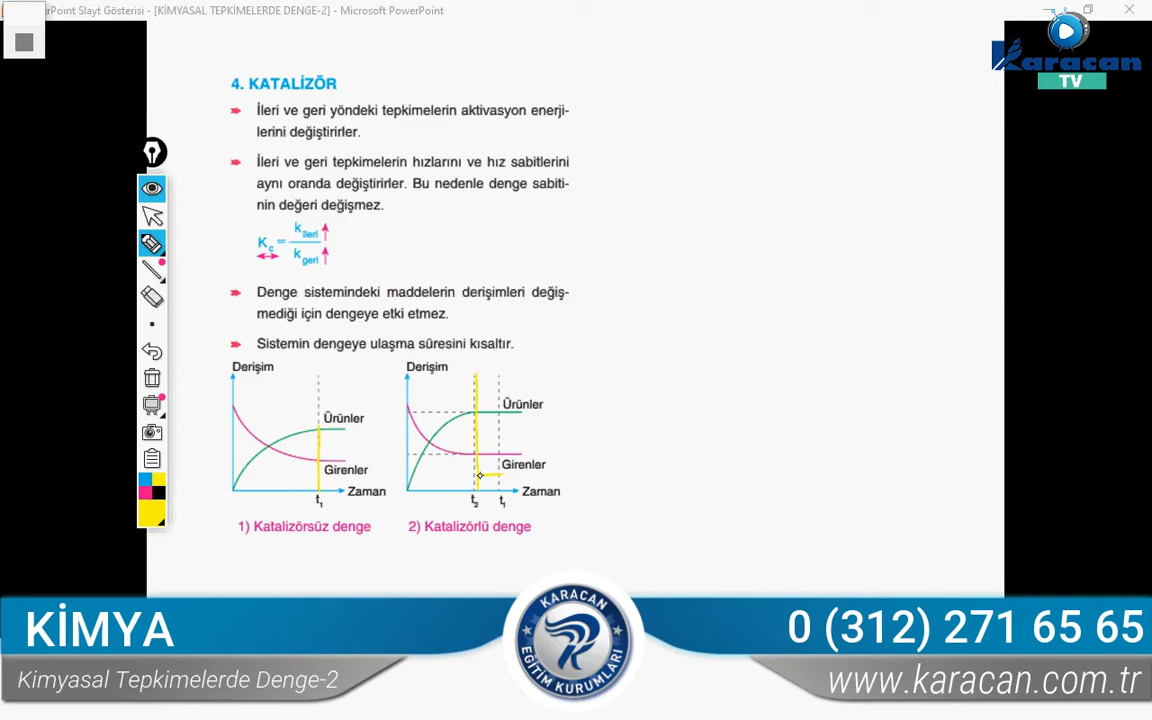 PowerPoint Slayt Gösterisi - [KİMYASAL TEPKİMELERDE DENGE-2] - Microsoft PowerPoint
Karacan
TV
4. KATALİZÖR
İleri ve geri yöndeki tepkimelerin aktivasyon enerji-
lerini değiştirirler.
İleri ve geri tepkimelerin hızlarını ve hız sabitlerini
aynı oranda değiştirirler. Bu nedenle denge sabiti-
nin değeri değişmez.
Kc = kileri
kgeri
Denge sistemindeki maddelerin derişimleri değiş-
mediği için dengeye etki etmez.
Sistemin dengeye ulaşma süresini kısaltır.
Derişim
Ürünler
Girenler
t1
Zaman
1) Katalizörsüz denge
Derişim
Ürünler
Girenler
t2
t1
Zaman
2) Katalizörlü denge
KİMYA
Kimyasal Tepkimelerde Denge-2
KARACAN
EĞİTİM KURUMLARI
0 (312) 271 65 65
www.karacan.com.tr